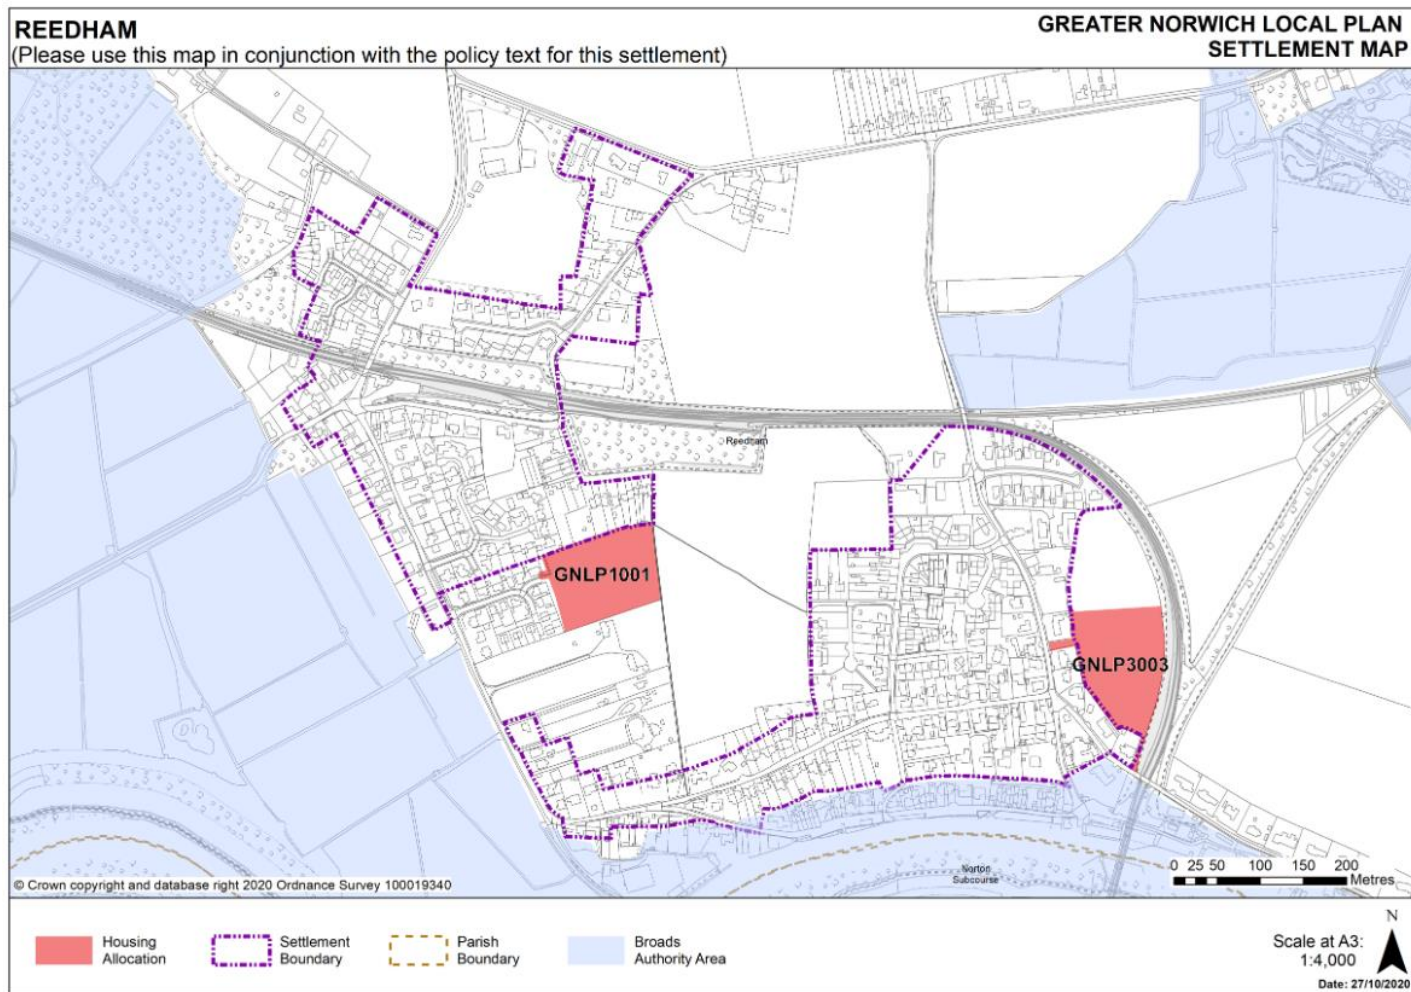 REEDHAM
(Please use this map in conjunction with the policy text for this settlement)
GREATER NORWICH LOCAL PLAN
SETTLEMENT MAP
Reedham
GNLP1001
GNLP3003
Norton
Subcourse
0 25 50 100 150 200
Metres
© Crown copyright and database right 2020 Ordnance Survey 100019340
Housing
Allocation
Settlement
Boundary
Parish
Boundary
Broads
Authority Area
Scale at A3:
1:4,000
N
Date: 27/10/2020